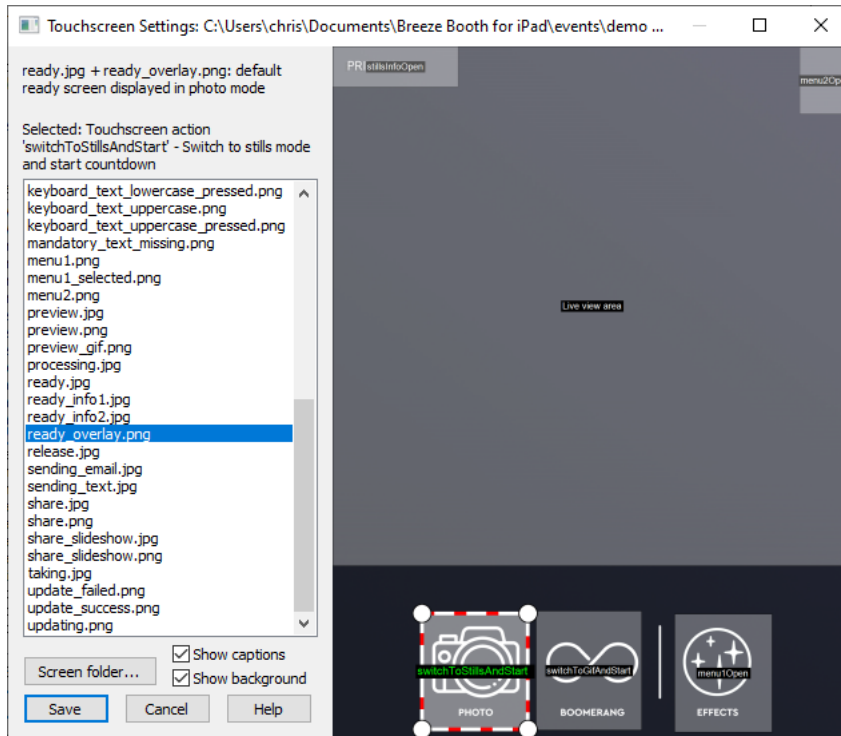 Touchscreen Settings: C:\Users\chris\Documents\Breeze Booth for iPad\events\demo ...
ready.jpg + ready_overlay.png: default
ready screen displayed in photo mode
Selected: Touchscreen action
'switchToStillsAndStart' - Switch to stills mode
and start countdown
keyboard_text_lowercase_pressed.png
keyboard_text_uppercase.png
keyboard_text_uppercase_pressed.png
mandatory_text_missing.png
menu1.png
menu1_selected.png
menu2.png
preview.jpg
preview.png
preview_gif.png
processing.jpg
ready.jpg
ready_info1.jpg
ready_info2.jpg
ready_overlay.png
release.jpg
sending_email.jpg
sending_text.jpg
share.jpg
share.png
share_slideshow.jpg
share_slideshow.png
taking.jpg
update_failed.png
update_success.png
updating.png
Show captions
Screen folder...
Show background
Save
Cancel
Help
PRI stillsInfoOpen
menu2Op
Live view area
switchToStillsAndStart
switchToGifAndStart
menu1Open
PHOTO
BOOMERANG
EFFECTS